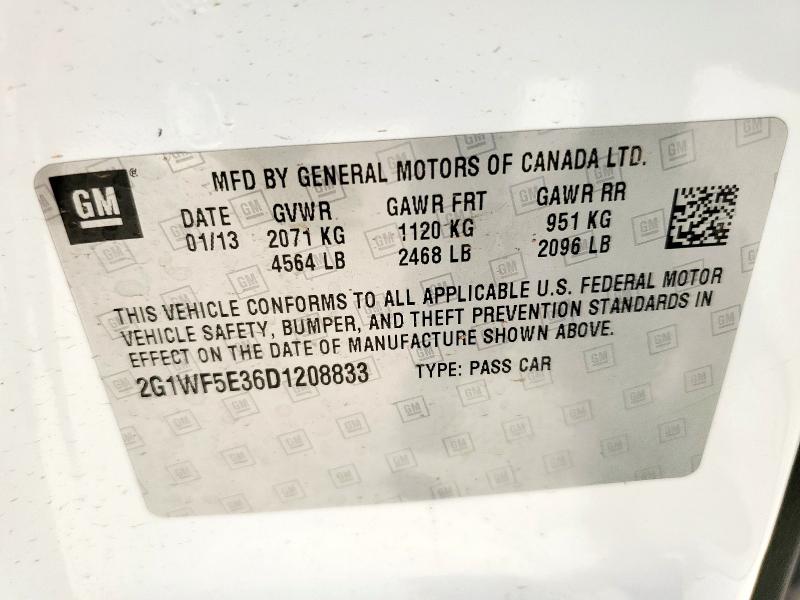 GM®
MFD BY GENERAL MOTORS OF CANADA LTD.
DATE GVWR GAWR FRT GAWR RR
01/13 2071 KG 1120 KG 951 KG
4564 LB 2468 LB 2096 LB
THIS VEHICLE CONFORMS TO ALL APPLICABLE U.S. FEDERAL MOTOR
VEHICLE SAFETY, BUMPER, AND THEFT PREVENTION STANDARDS IN
EFFECT ON THE DATE OF MANUFACTURE SHOWN ABOVE.
2G1WF5E36D1208833 TYPE: PASS CAR